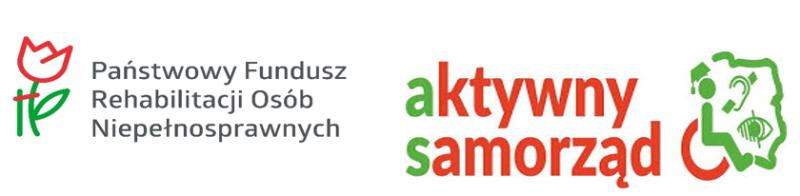 Państwowy Fundusz
Rehabilitacji Osób
Niepełnosprawnych
aktywny
samorząd